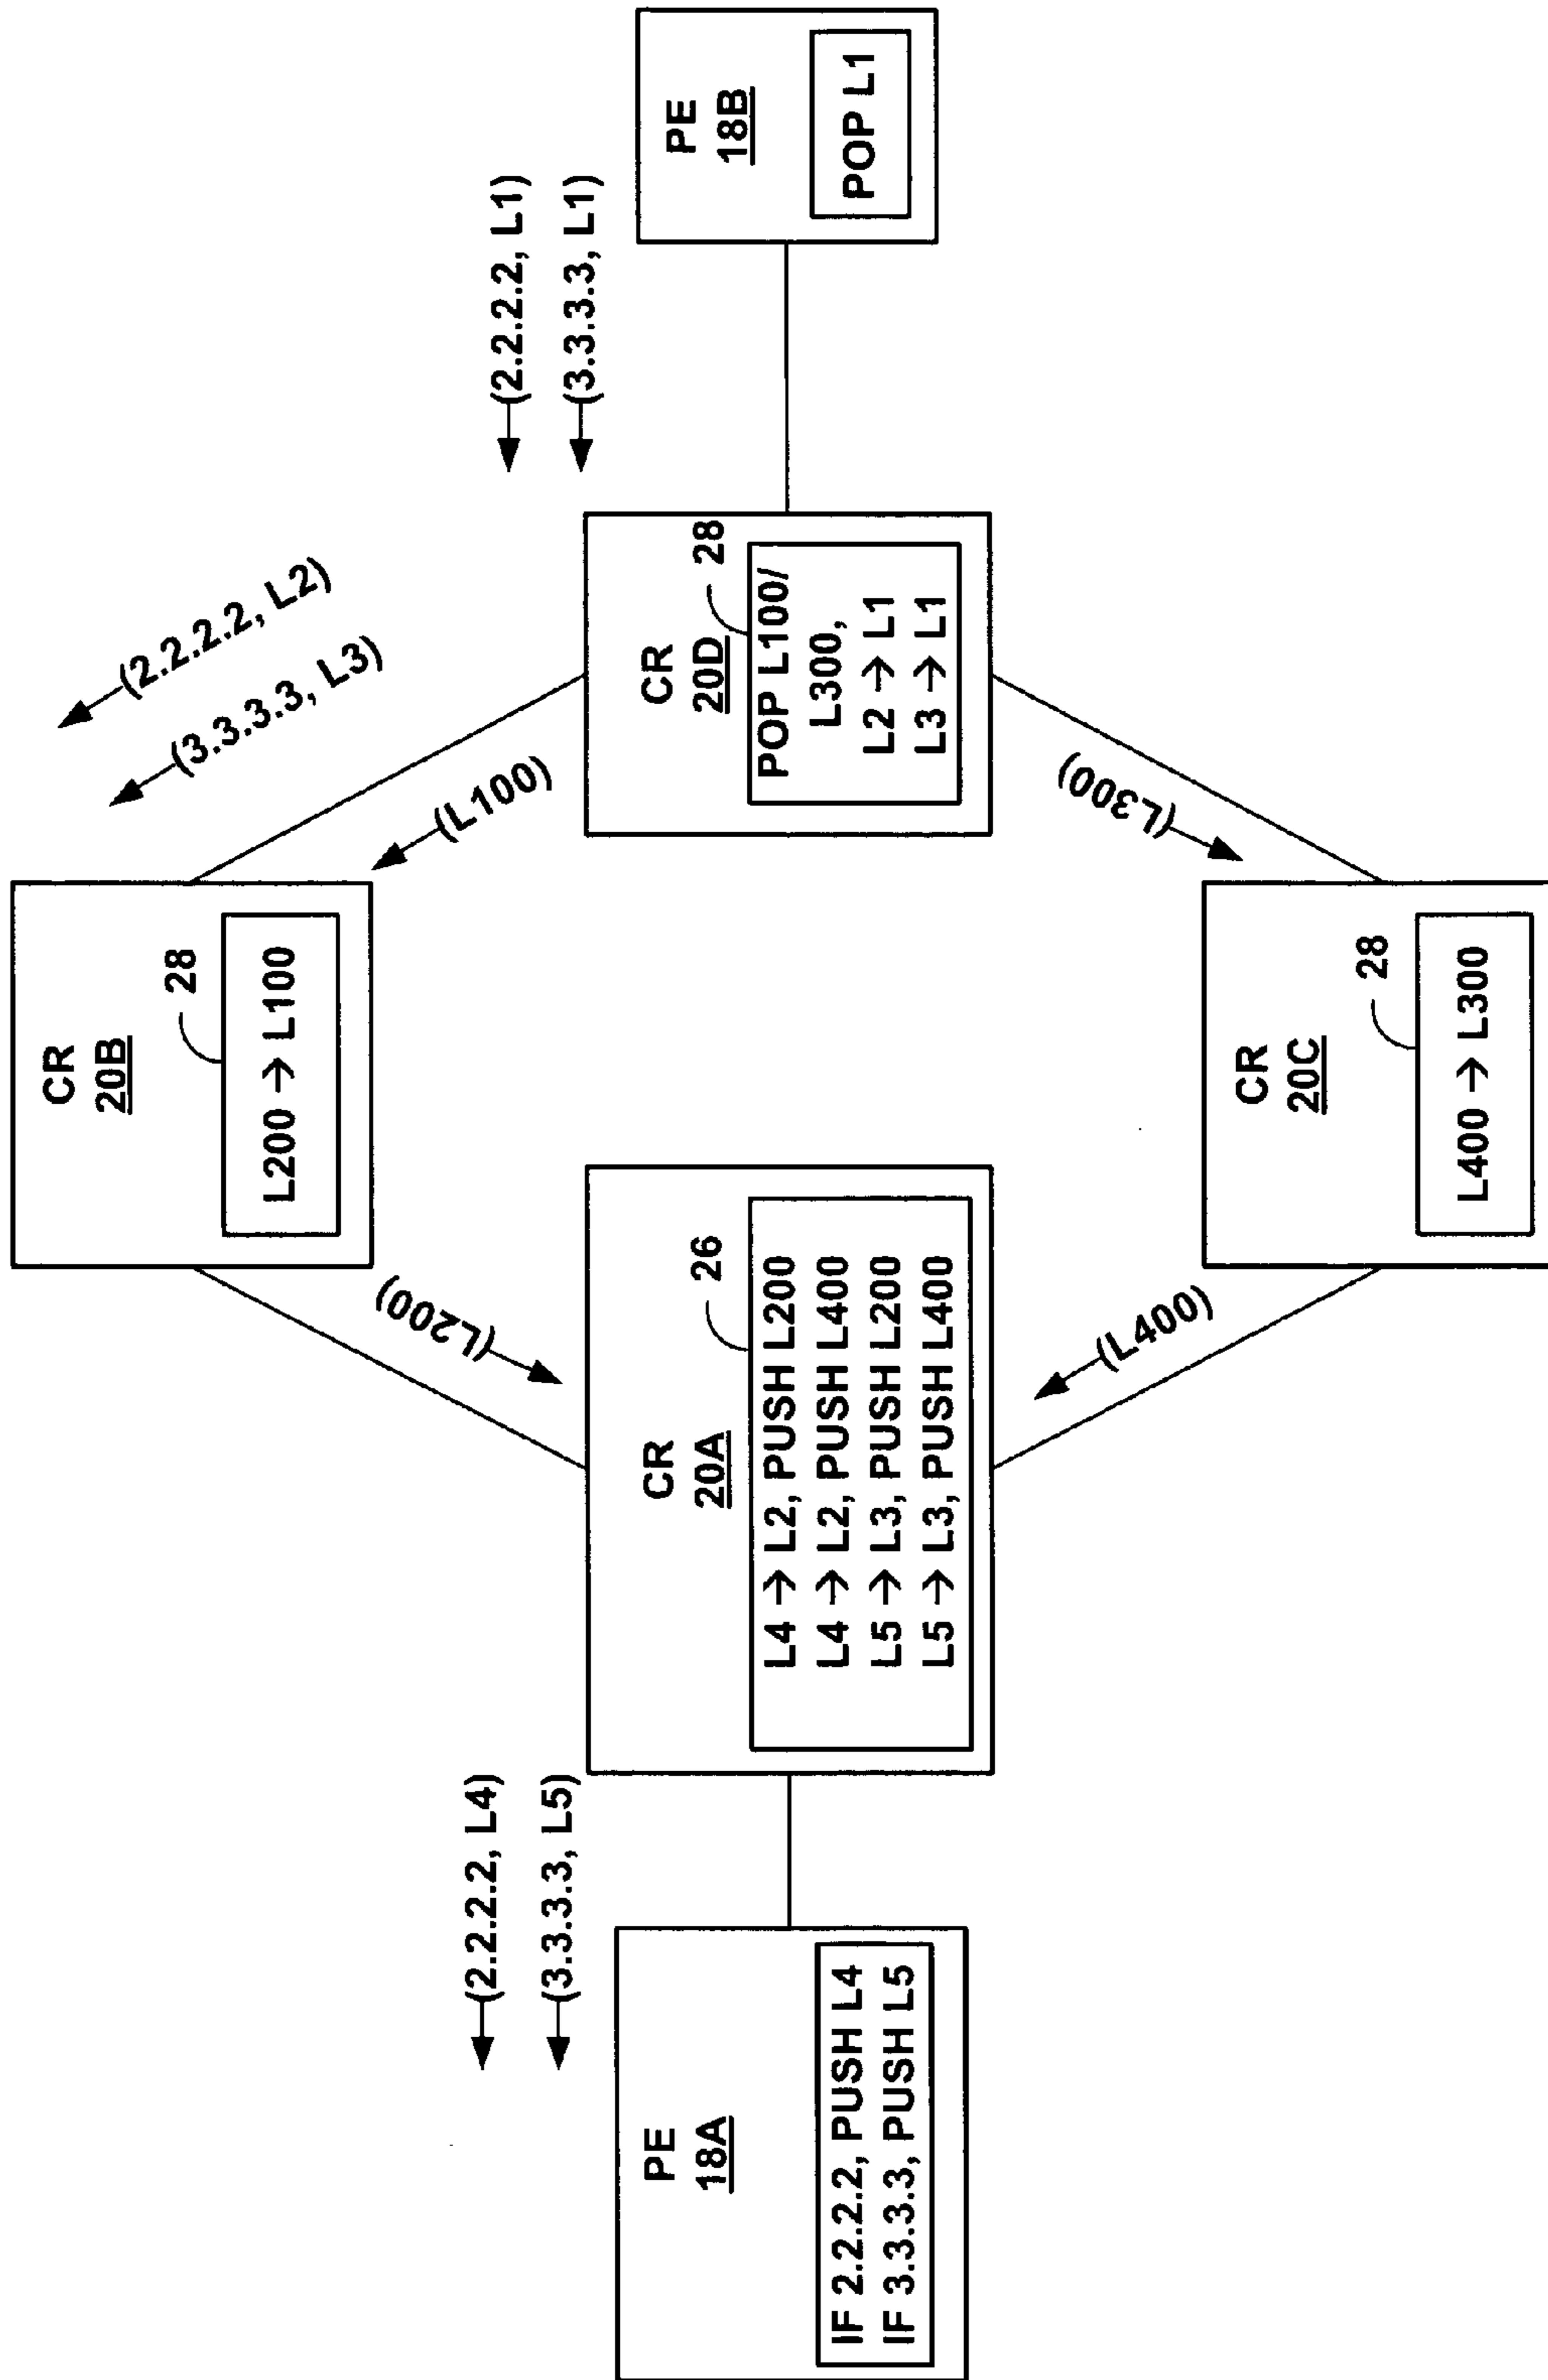 PE
18A
IF 2.2.2.2, PUSH L4
IF 3.3.3.3, PUSH L5
(2.2.2.2, L4)
(3.3.3.3, L5)
CR
20A
26
L4 → L2, PUSH L200
L4 → L2, PUSH L400
L5 → L3, PUSH L200
L5 → L3, PUSH L400
(L200)
(L400)
CR
20B
28
L200 → L100
CR
20C
28
L400 → L300
(2.2.2.2, L2)
(3.3.3.3, L3)
(L100)
(L300)
CR
20D
28
POP L100/
L300,
L2 → L1
L3 → L1
(2.2.2.2, L1)
(3.3.3.3, L1)
PE
18B
POP L1